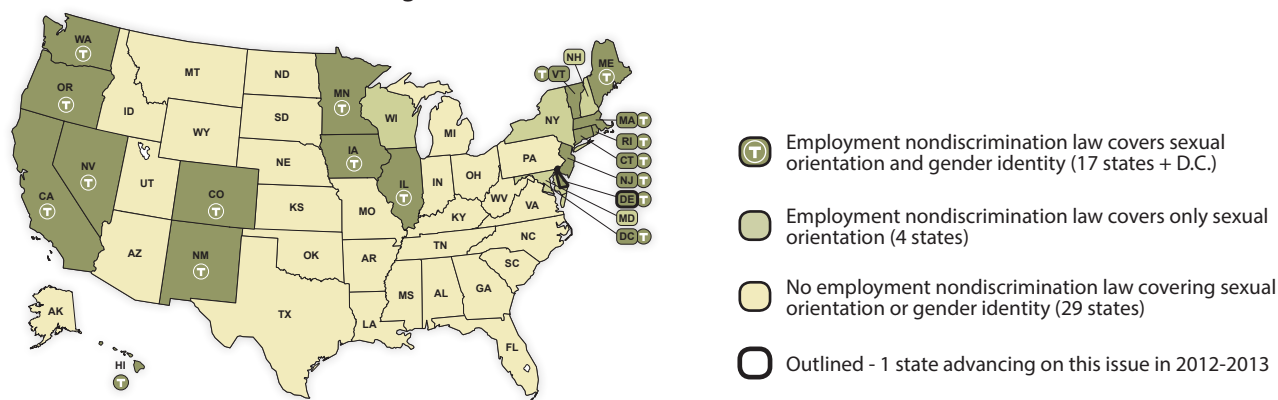 WA
T
OR
T
CA
T
NV
T
ID
MT
WY
UT
AZ
CO
T
NM
T
ND
SD
NE
KS
OK
TX
MN
T
IA
T
MO
AR
LA
WI
IL
T
MI
IN
OH
KY
TN
MS
AL
GA
FL
SC
NC
VA
WV
PA
NY
T VT
NH
ME
T
MA T
RI T
CT T
NJ T
DE T
MD
DC T
AK
HI
T
T
Employment nondiscrimination law covers sexual
orientation and gender identity (17 states + D.C.)
Employment nondiscrimination law covers only sexual
orientation (4 states)
No employment nondiscrimination law covering sexual
orientation or gender identity (29 states)
Outlined - 1 state advancing on this issue in 2012-2013